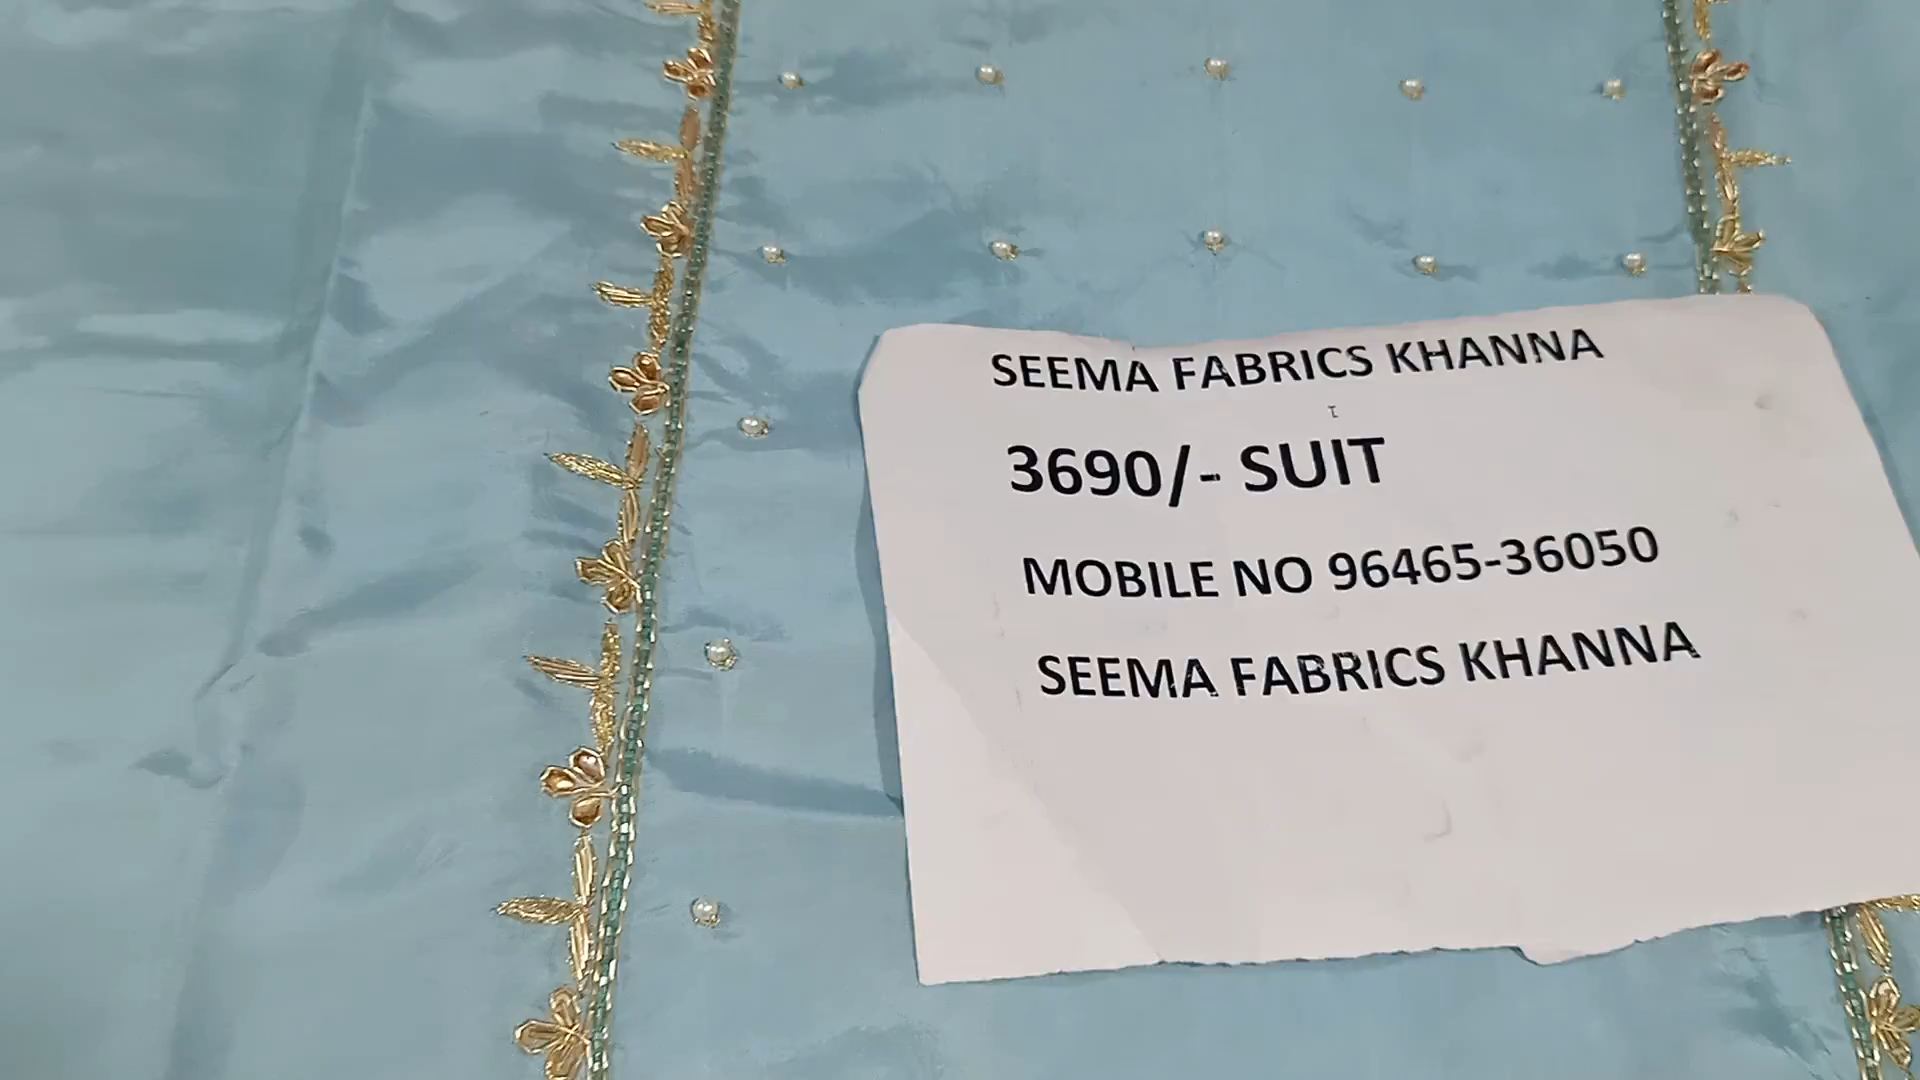 SEEMA FABRICS KHANNA
3690/- SUIT
MOBILE NO 96465-36050
SEEMA FABRICS KHANNA